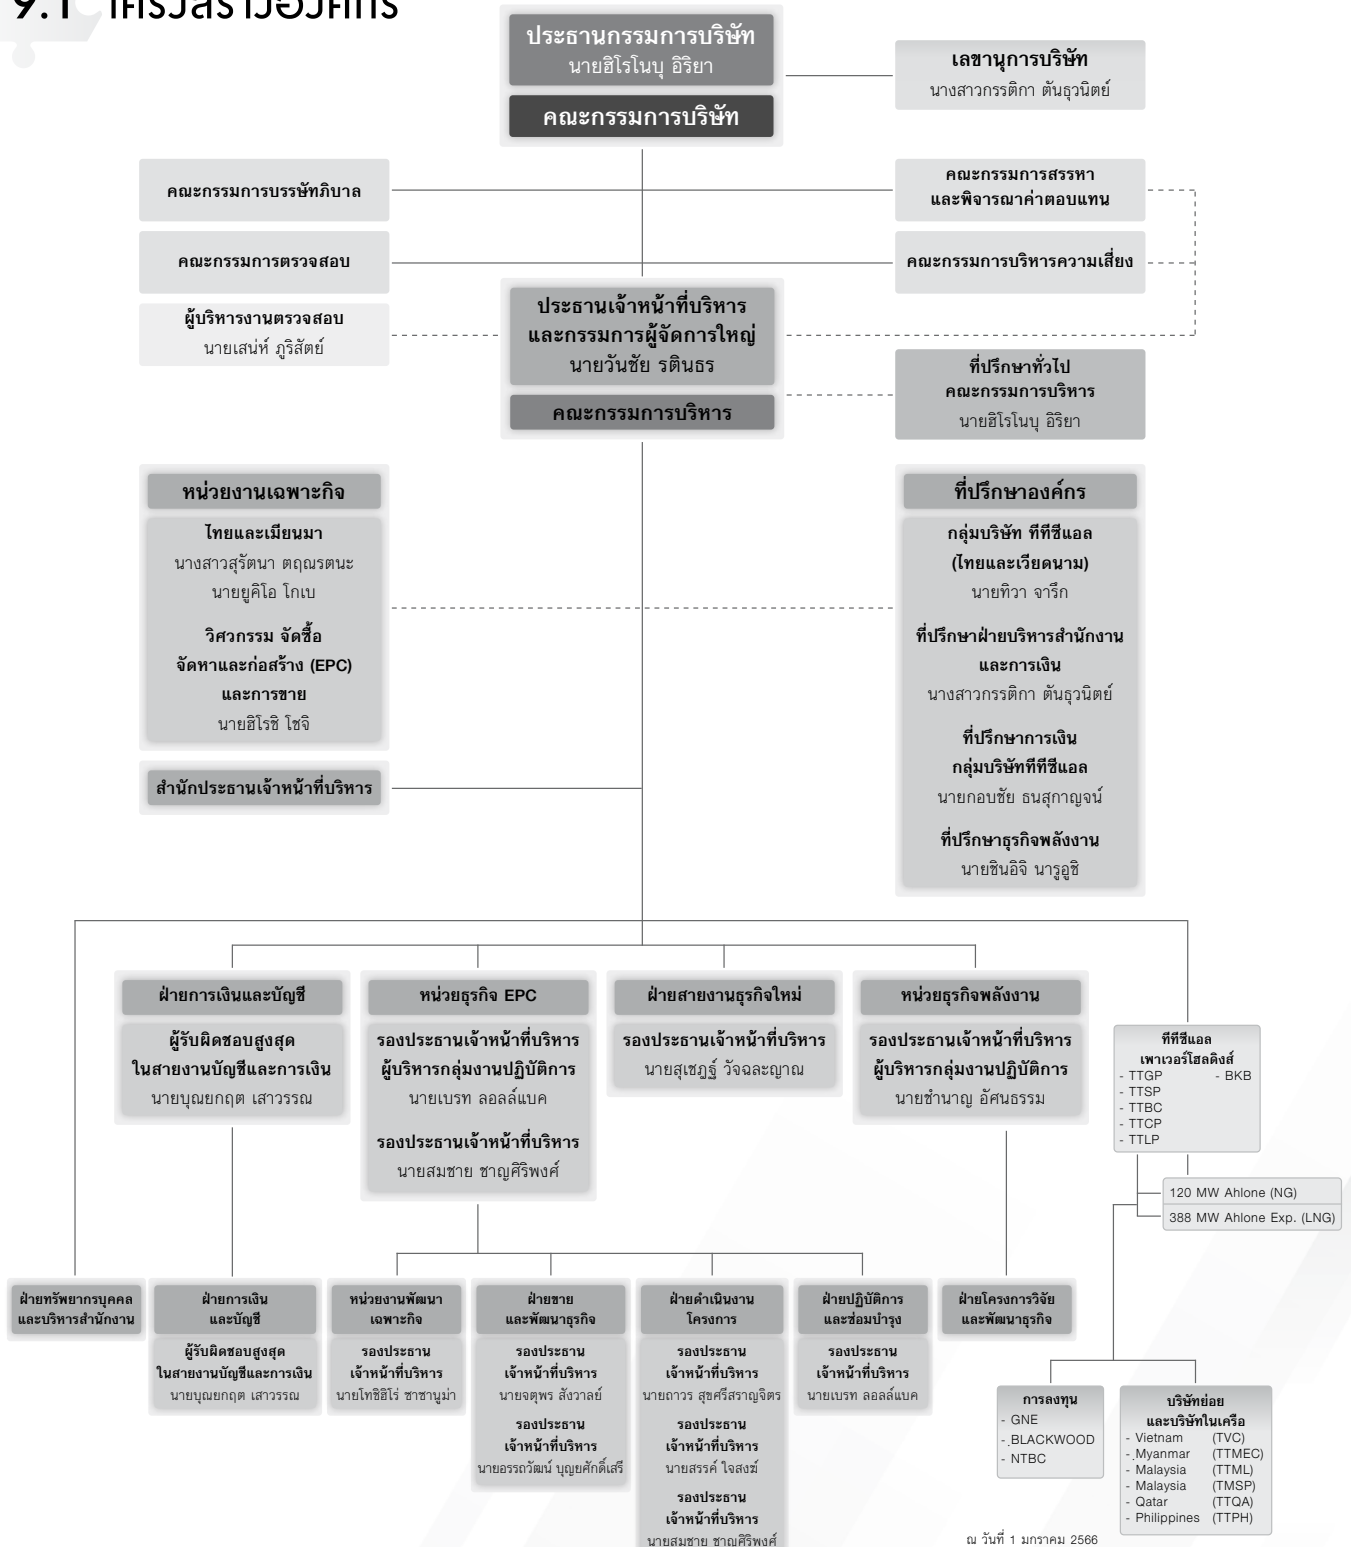 9.1 โครงสร้างองค์กร
ประธานกรรมการบริษัท
นายฮิโรโนบุ อิริยา
คณะกรรมการบริษัท
เลขานุการบริษัท
นางสาวกรรติกา ตันธุวนิตย์
คณะกรรมการบรรษัทภิบาล
คณะกรรมการสรรหา
และพิจารณาค่าตอบแทน
คณะกรรมการตรวจสอบ
คณะกรรมการบริหารความเสี่ยง
ผู้บริหารงานตรวจสอบ
นายเสน่ห์ ภูริสัตย์
ประธานเจ้าหน้าที่บริหาร
และกรรมการผู้จัดการใหญ่
นายวันชัย รตินธร
คณะกรรมการบริหาร
ที่ปรึกษาทั่วไป
คณะกรรมการบริหาร
นายฮิโรโนบุ อิริยา
หน่วยงานเฉพาะกิจ
ไทยและเมียนมา
นางสาวสุรัตนา ตฤณรตนะ
นายยูคิโอ โกเบ
วิศวกรรม จัดซื้อ
จัดหาและก่อสร้าง (EPC)
และการขาย
นายฮิโรชิ โชจิ
สำนักประธานเจ้าหน้าที่บริหาร
ที่ปรึกษาองค์กร
กลุ่มบริษัท ทีทีซีแอล
(ไทยและเวียดนาม)
นายทิวา จารึก
ที่ปรึกษาฝ่ายบริหารสำนักงาน
และการเงิน
นางสาวกรรติกา ตันธุวนิตย์
ที่ปรึกษาการเงิน
กลุ่มบริษัททีทีซีแอล
นายกอบชัย ธนสุกาญจน์
ที่ปรึกษาธุรกิจพลังงาน
นายชินอิจิ นารูอูชิ
ฝ่ายการเงินและบัญชี
ผู้รับผิดชอบสูงสุด
ในสายงานบัญชีและการเงิน
นายบุณยกฤต เสาวรรณ
หน่วยธุรกิจ EPC
รองประธานเจ้าหน้าที่บริหาร
ผู้บริหารกลุ่มงานปฏิบัติการ
นายเบรท ลอลล์แบค
รองประธานเจ้าหน้าที่บริหาร
นายสมชาย ชาญศิริพงศ์
ฝ่ายสายงานธุรกิจใหม่
รองประธานเจ้าหน้าที่บริหาร
นายสุเชฎฐ์ วัจฉละญาณ
หน่วยธุรกิจพลังงาน
รองประธานเจ้าหน้าที่บริหาร
ผู้บริหารกลุ่มงานปฏิบัติการ
นายชำนาญ อัศนธรรม
ทีทีซีแอล
เพาเวอร์โฮลดิงส์
- TTGP - BKB
- TTSP
- TTBC
- TTCP
- TTLP
120 MW Ahlone (NG)
388 MW Ahlone Exp. (LNG)
ฝ่ายทรัพยากรบุคคล
และบริหารสำนักงาน
ฝ่ายการเงิน
และบัญชี
ผู้รับผิดชอบสูงสุด
ในสายงานบัญชีและการเงิน
นายบุณยกฤต เสาวรรณ
หน่วยงานพัฒนา
เฉพาะกิจ
รองประธาน
เจ้าหน้าที่บริหาร
นายโทชิฮิโร่ ซาซานูม่า
ฝ่ายขาย
และพัฒนาธุรกิจ
รองประธาน
เจ้าหน้าที่บริหาร
นายจตุพร สังวาลย์
รองประธาน
เจ้าหน้าที่บริหาร
นายอรรถวัฒน์ บุญยศักดิ์เสรี
ฝ่ายดำเนินงาน
โครงการ
รองประธาน
เจ้าหน้าที่บริหาร
นายถาวร สุขศรีสราญจิตร
รองประธาน
เจ้าหน้าที่บริหาร
นายสรรค์ ใจสงฆ์
รองประธาน
เจ้าหน้าที่บริหาร
นายสมชาย ชาญศิริพงศ์
ฝ่ายปฏิบัติการ
และซ่อมบำรุง
รองประธาน
เจ้าหน้าที่บริหาร
นายเบรท ลอลล์แบค
ฝ่ายโครงการวิจัย
และพัฒนาธุรกิจ
การลงทุน
- GNE
- BLACKWOOD
- NTBC
บริษัทย่อย
และบริษัทในเครือ
- Vietnam (TVC)
- Myanmar (TTMEC)
- Malaysia (TTML)
- Malaysia (TMSP)
- Qatar (TTQA)
- Philippines (TTPH)
ณ วันที่ 1 มกราคม 2566